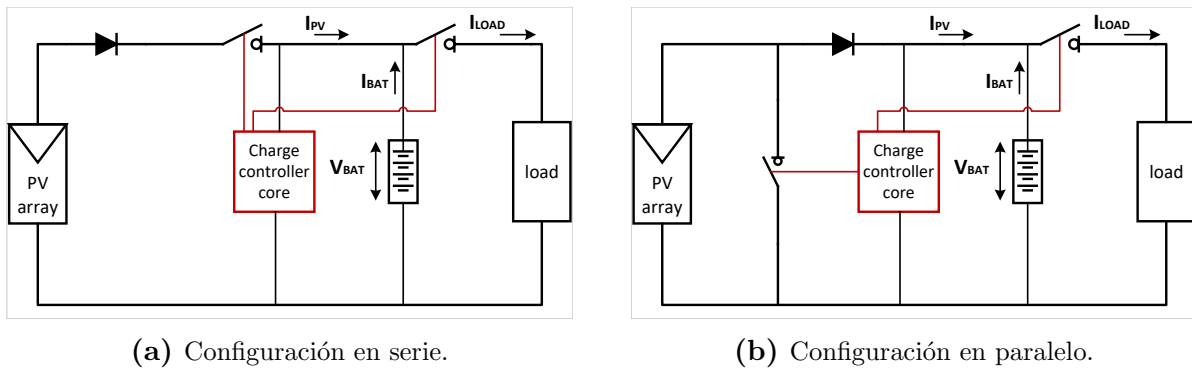 IPV
ILOAD
IBAT
PV
array
Charge
controller
core
VBAT
load
(a) Configuración en serie.
IPV
ILOAD
IBAT
PV
array
Charge
controller
core
VBAT
load
(b) Configuración en paralelo.